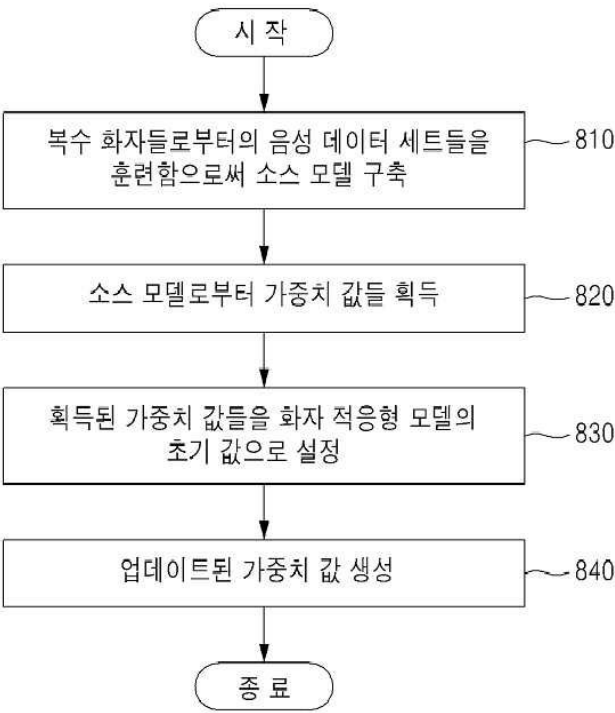 시 작
복수 화자들로부터의 음성 데이터 세트들을
훈련함으로써 소스 모델 구축
810
소스 모델로부터 가중치 값들 획득
820
획득된 가중치 값들을 화자 적응형 모델의
초기 값으로 설정
830
업데이트된 가중치 값 생성
840
종 료